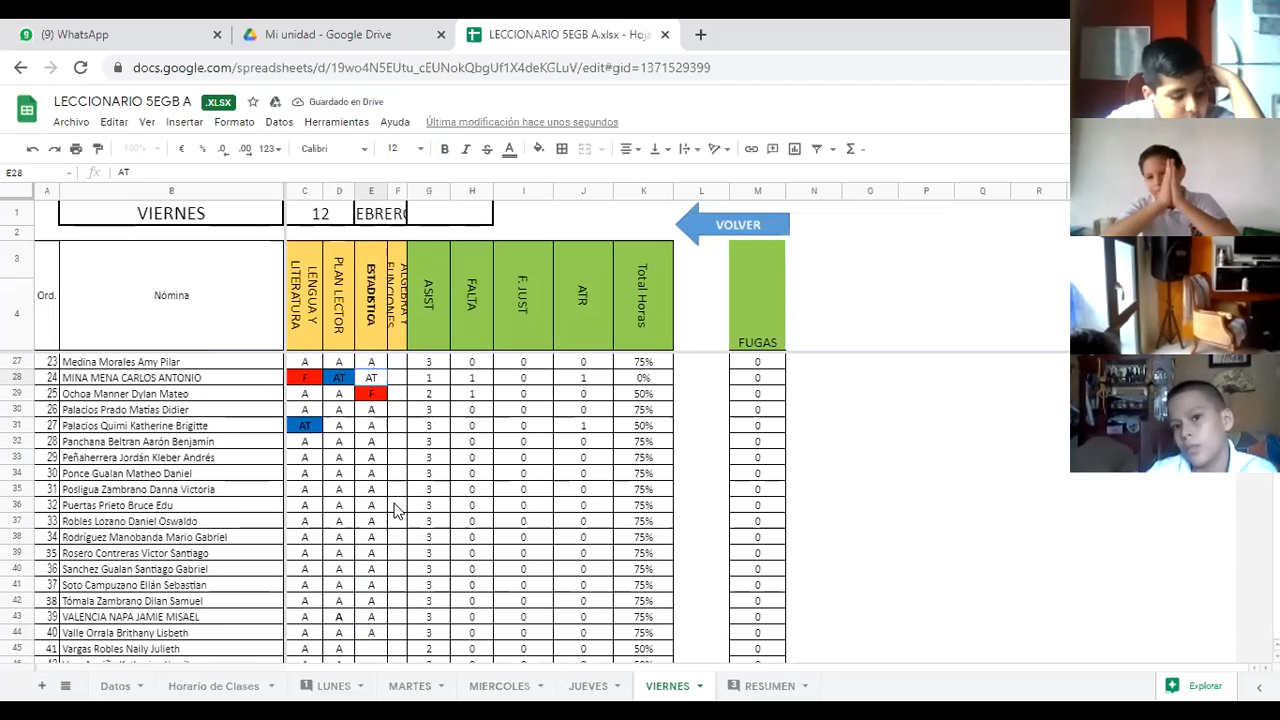 (9) WhatsApp
Mi unidad - Google Drive
LECCIONARIO 5EGB A.xlsx - Hoja
docs.google.com/spreadsheets/d/19wo4N5EUtu_cEUNokQbgUf1X4deKGLuV/edit#gid=1371529399
LECCIONARIO 5EGB A .XLSX Guardado en Drive
Archivo Editar Ver Insertar Formato Datos Herramientas Ayuda Última modificación hace unos segundos
100% € % .0 .00 123 Calibri 12 B I S A
E28 fx AT
A B C D E F G H I J K L M N O P Q R
1 VIERNES 12 EBRERO VOLVER
2
3
4
Ord. Nómina LENGUA Y LITERATURA PLAN LECTOR ESTADISTICA ALGEBRA Y FUNCIONES ASIST FALTA F. JUST ATR Total Horas FUGAS
27 23 Medina Morales Amy Pilar A A A 3 0 0 0 75% 0
28 24 MINA MENA CARLOS ANTONIO F AT AT 1 1 0 1 0% 0
29 25 Ochoa Manner Dylan Mateo A A F 2 1 0 0 50% 0
30 26 Palacios Prado Matías Didier A A A 3 0 0 0 75% 0
31 27 Palacios Quimi Katherine Brigitte AT A A 3 0 0 1 50% 0
32 28 Panchana Beltran Aarón Benjamín A A A 3 0 0 0 75% 0
33 29 Peñaherrera Jordán Kleber Andrés A A A 3 0 0 0 75% 0
34 30 Ponce Gualan Matheo Daniel A A A 3 0 0 0 75% 0
35 31 Posligua Zambrano Danna Victoria A A A 3 0 0 0 75% 0
36 32 Puertas Prieto Bruce Edu A A A 3 0 0 0 75% 0
37 33 Robles Lozano Daniel Oswaldo A A A 3 0 0 0 75% 0
38 34 Rodríguez Manobanda Mario Gabriel A A A 3 0 0 0 75% 0
39 35 Rosero Contreras Victor Santiago A A A 3 0 0 0 75% 0
40 36 Sanchez Gualan Santiago Gabriel A A A 3 0 0 0 75% 0
41 37 Soto Campuzano Elián Sebastian A A A 3 0 0 0 75% 0
42 38 Tómala Zambrano Dilan Samuel A A A 3 0 0 0 75% 0
43 39 VALENCIA NAPA JAMIE MISAEL A A A 3 0 0 0 75% 0
44 40 Valle Orrala Brithany Lisbeth A A A 3 0 0 0 75% 0
45 41 Vargas Robles Naily Julieth A A 2 0 0 0 50% 0
Datos Horario de Clases 1 LUNES MARTES MIERCOLES JUEVES VIERNES 3 RESUMEN Explorar